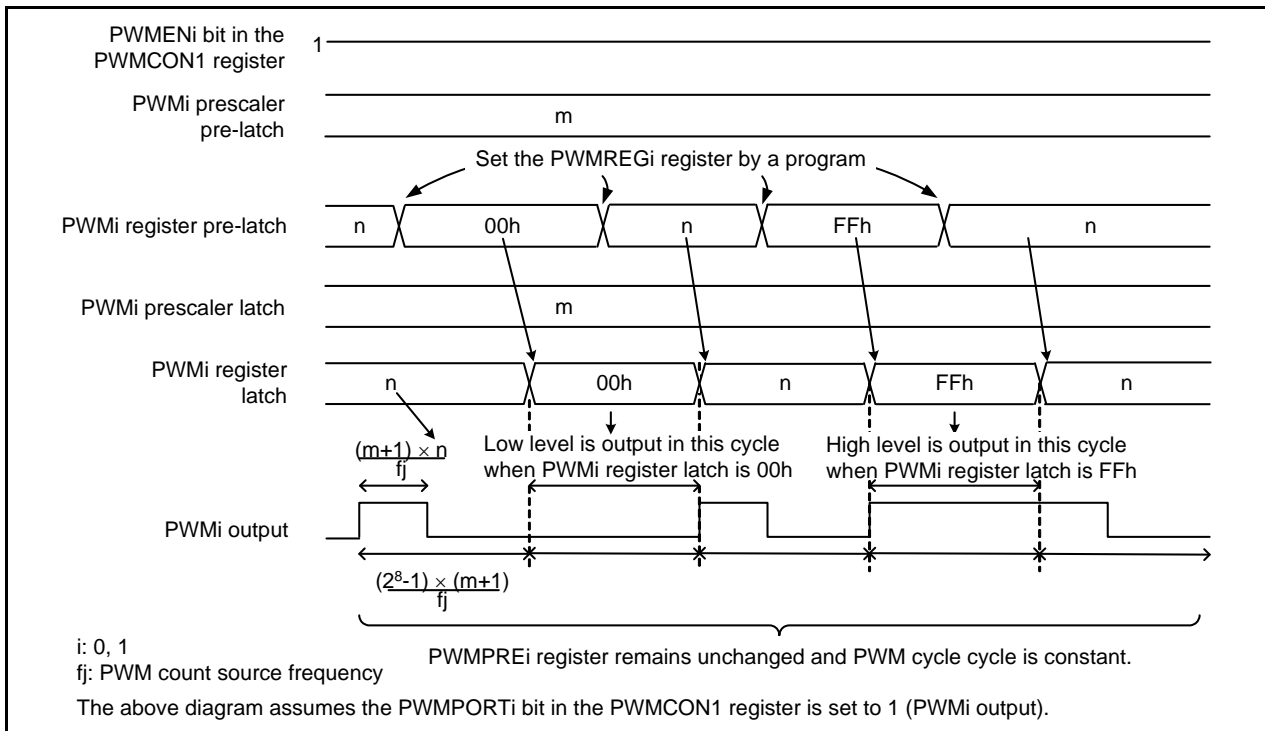 PWMENi bit in the
PWMCON1 register
1
PWMi prescaler
pre-latch
m
Set the PWMREGi register by a program
PWMi register pre-latch
n
00h
n
FFh
n
PWMi prescaler latch
m
PWMi register
latch
n
00h
n
FFh
n
(m+1) × n
fj
Low level is output in this cycle
when PWMi register latch is 00h
High level is output in this cycle
when PWMi register latch is FFh
PWMi output
(2⁸-1) × (m+1)
fj
i: 0, 1
fj: PWM count source frequency
PWMPREi register remains unchanged and PWM cycle cycle is constant.
The above diagram assumes the PWMPORTi bit in the PWMCON1 register is set to 1 (PWMi output).